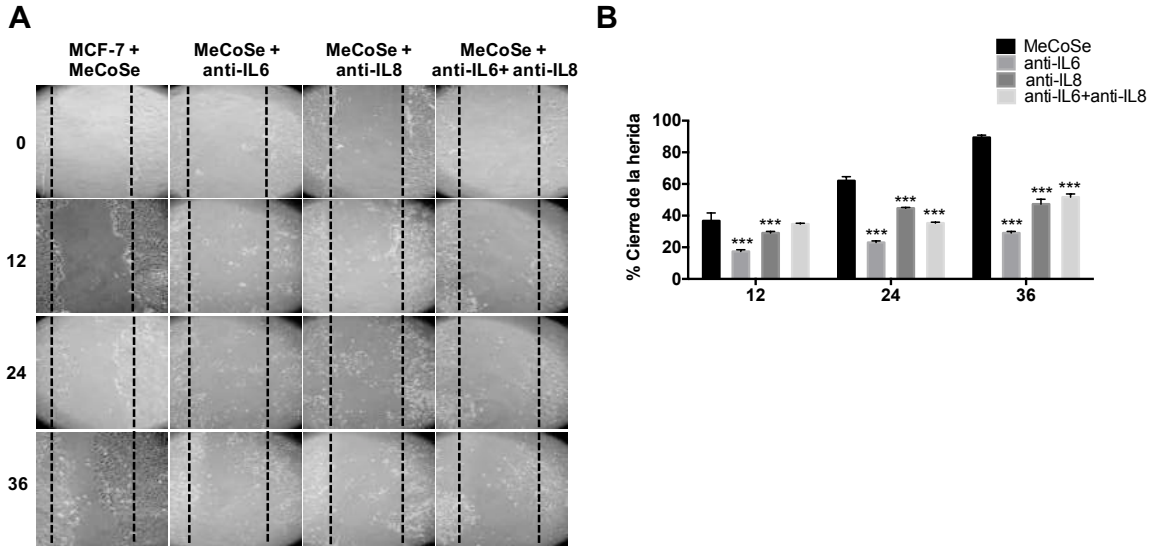 A
MCF-7 +
MeCoSe
MeCoSe +
anti-IL6
MeCoSe +
anti-IL8
MeCoSe +
anti-IL6+ anti-IL8
0
12
24
36
B
MeCoSe
anti-IL6
anti-IL8
anti-IL6+anti-IL8
% Cierre de la herida
100
80
60
40
20
0
*** ***
*** *** ***
*** *** ***
12 24 36